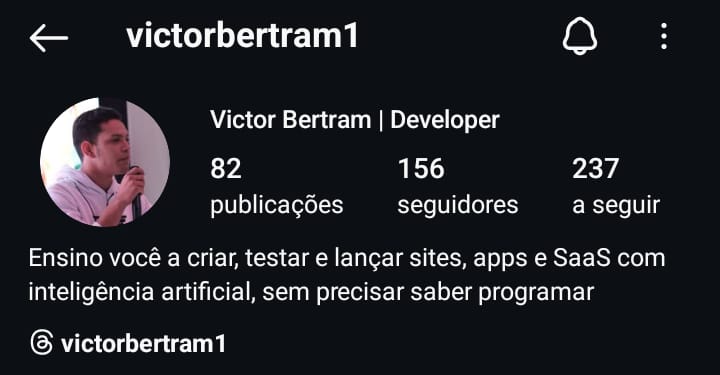 victorbertram1
Victor Bertram | Developer
82 156 237
publicações seguidores a seguir
Ensino você a criar, testar e lançar sites, apps e SaaS com
inteligência artificial, sem precisar saber programar
victorbertram1